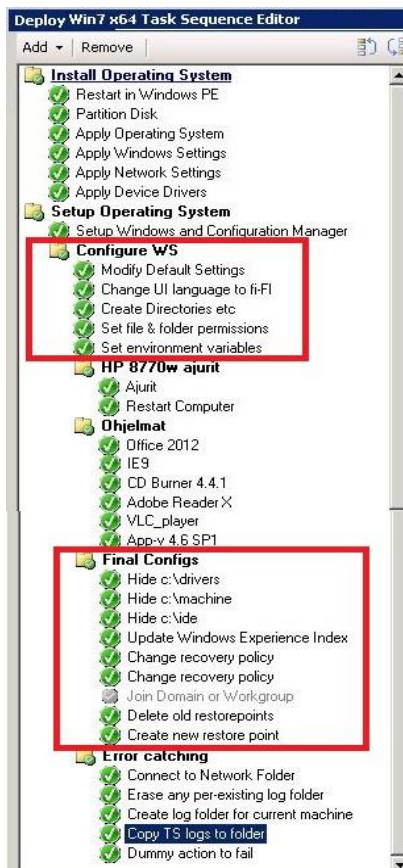 Deploy Win7 x64 Task Sequence Editor
Add Remove
Install Operating System
Restart in Windows PE
Partition Disk
Apply Operating System
Apply Windows Settings
Apply Network Settings
Apply Device Drivers
Setup Operating System
Setup Windows and Configuration Manager
Configure WS
Modify Default Settings
Change UI language to fi-FI
Create Directories etc
Set file & folder permissions
Set environment variables
HP 8770w ajurit
Ajurit
Restart Computer
Ohjelmat
Office 2012
IE9
CD Burner 4.4.1
Adobe Reader X
VLC_player
App-v 4.6 SP1
Final Configs
Hide c:\drivers
Hide c:\machine
Hide c:\ide
Update Windows Experience Index
Change recovery policy
Change recovery policy
Join Domain or Workgroup
Delete old restorepoints
Create new restore point
Error catching
Connect to Network Folder
Erase any per-existing log folder
Create log folder for current machine
Copy TS logs to folder
Dummy action to fail